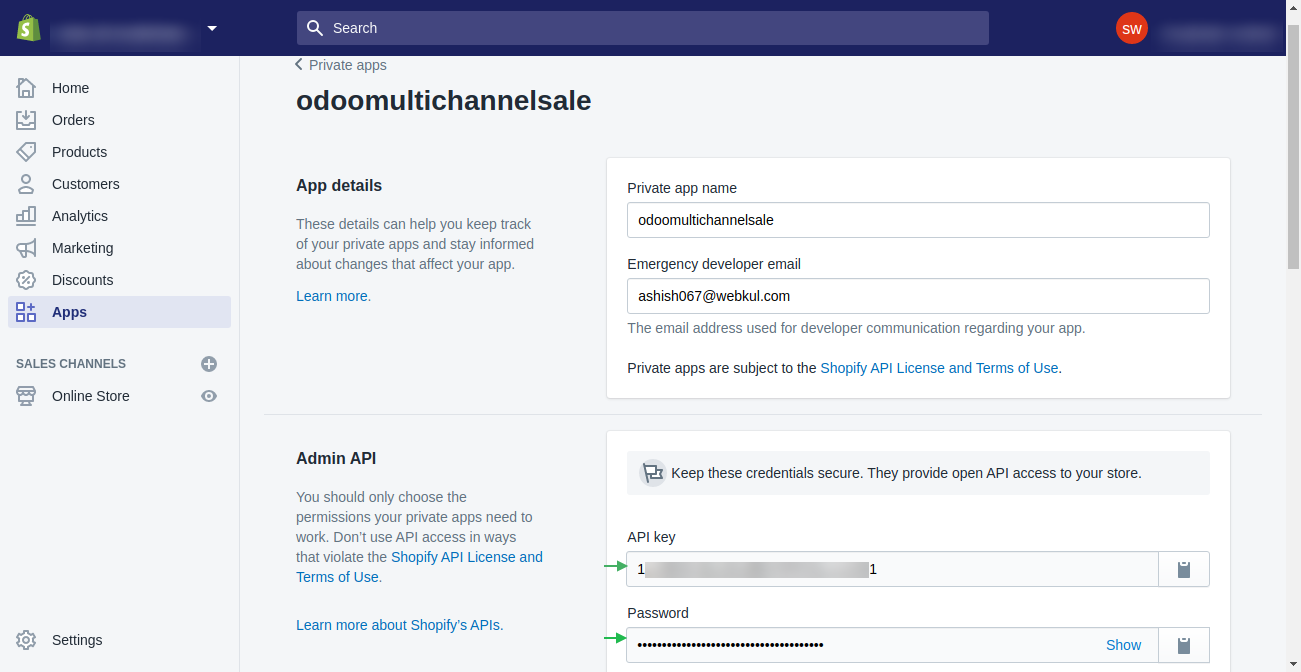 Search
SW
Home
Orders
Products
Customers
Analytics
Marketing
Discounts
Apps
SALES CHANNELS
Online Store
Settings
Private apps
odoomultichannelsale
App details
These details can help you keep track
of your private apps and stay informed
about changes that affect your app.
Learn more.
Private app name
odoomultichannelsale
Emergency developer email
ashish067@webkul.com
The email address used for developer communication regarding your app.
Private apps are subject to the Shopify API License and Terms of Use.
Admin API
You should only choose the
permissions your private apps need to
work. Don’t use API access in ways
that violate the Shopify API License and
Terms of Use.
Learn more about Shopify’s APIs.
Keep these credentials secure. They provide open API access to your store.
API key
1 1
Password
Show